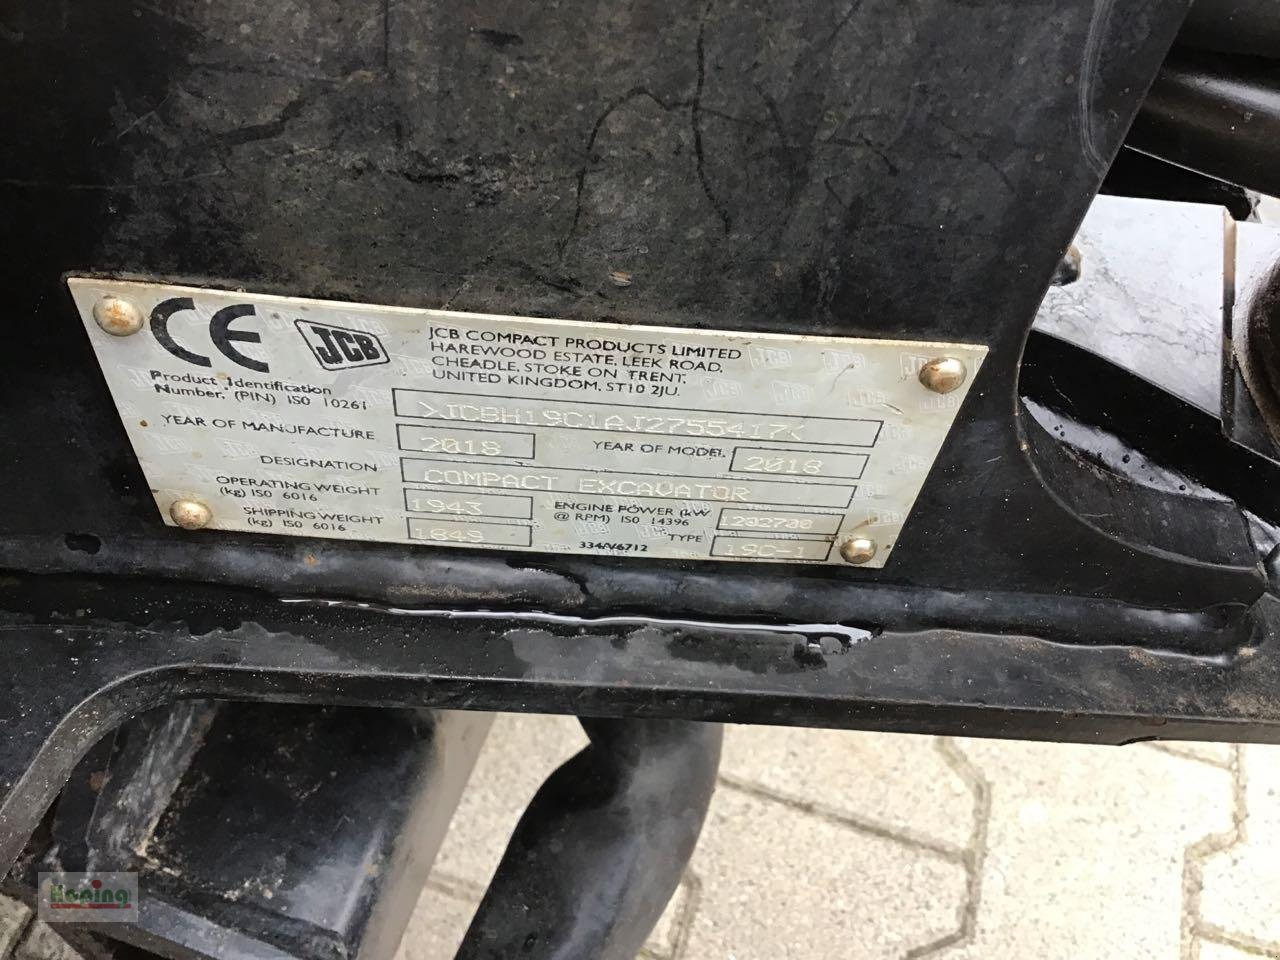 CE JCB
JCB COMPACT PRODUCTS LIMITED
HAREWOOD ESTATE, LEEK ROAD,
CHEADLE, STOKE ON TRENT,
UNITED KINGDOM, ST10 2JU.
Product Identification
Number, (PIN) ISO 10261 >JCBH19C1AJ2755417<
YEAR OF MANUFACTURE 2018 YEAR OF MODEL 2018
DESIGNATION COMPACT EXCAVATOR
OPERATING WEIGHT
(kg) ISO 6016 1943
ENGINE POWER (kW
@ RPM) ISO 14396
SHIPPING WEIGHT
(kg) ISO 6016 1849
334/V6712
TYPE 19C-1
Hoping